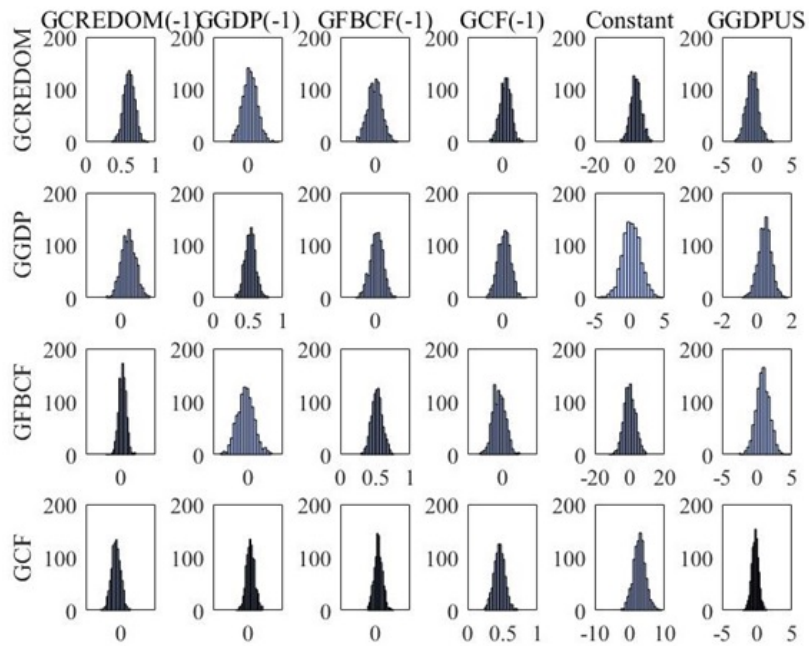 GCREDOM(-1) GGDP(-1) GFBCF(-1) GCF(-1) Constant GGDPUS
GCREDOM
200 200 200 200 200 200
100 100 100 100 100 100
0 0 0 0 0 0
0 0.5 1 0 0 0 -20 0 20 -5 0 5
GGDP
200 200 200 200 200 200
100 100 100 100 100 100
0 0 0 0 0 0
0 0 0.5 1 0 0 -5 0 5 -2 0 2
GFBCF
200 200 200 200 200 200
100 100 100 100 100 100
0 0 0 0 0 0
0 0 0 0.5 1 0 -20 0 20 -5 0 5
GCF
200 200 200 200 200 200
100 100 100 100 100 100
0 0 0 0 0 0
0 0 0 0 0.5 1 -10 0 10 -5 0 5